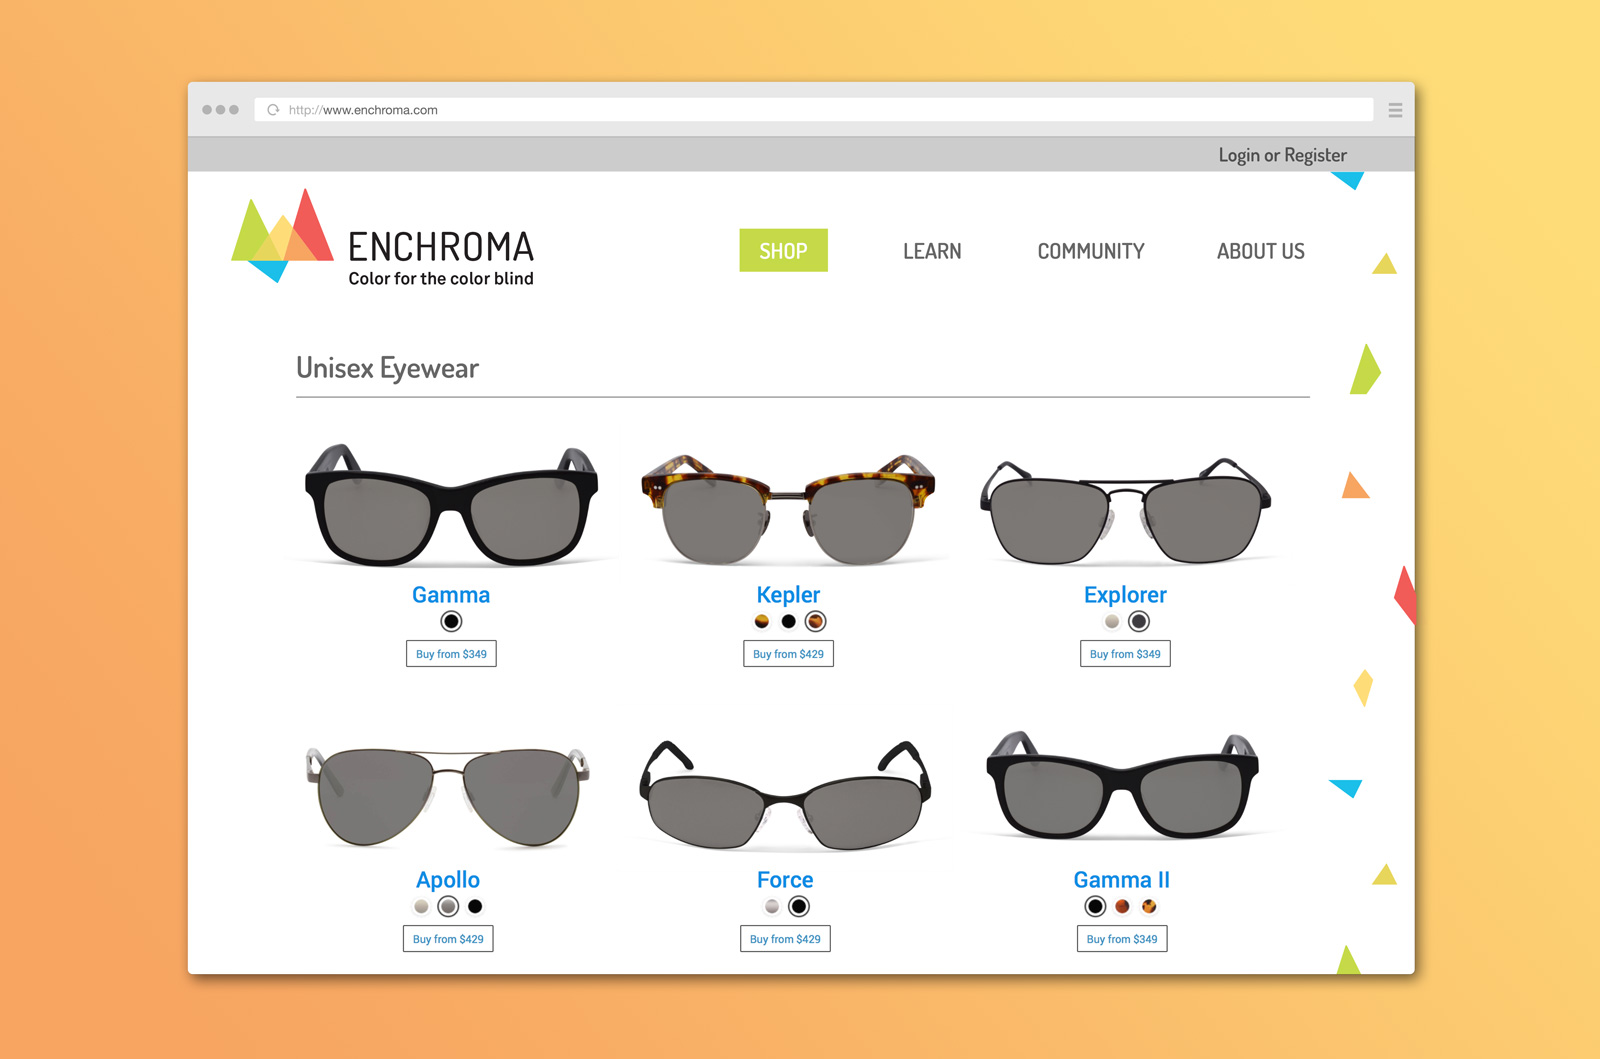 http://www.enchroma.com
Login or Register
ENCHROMA
Color for the color blind
SHOP
LEARN
COMMUNITY
ABOUT US
Unisex Eyewear
Gamma
Kepler
Explorer
Buy from $349
Buy from $429
Buy from $349
Apollo
Force
Gamma II
Buy from $429
Buy from $429
Buy from $349